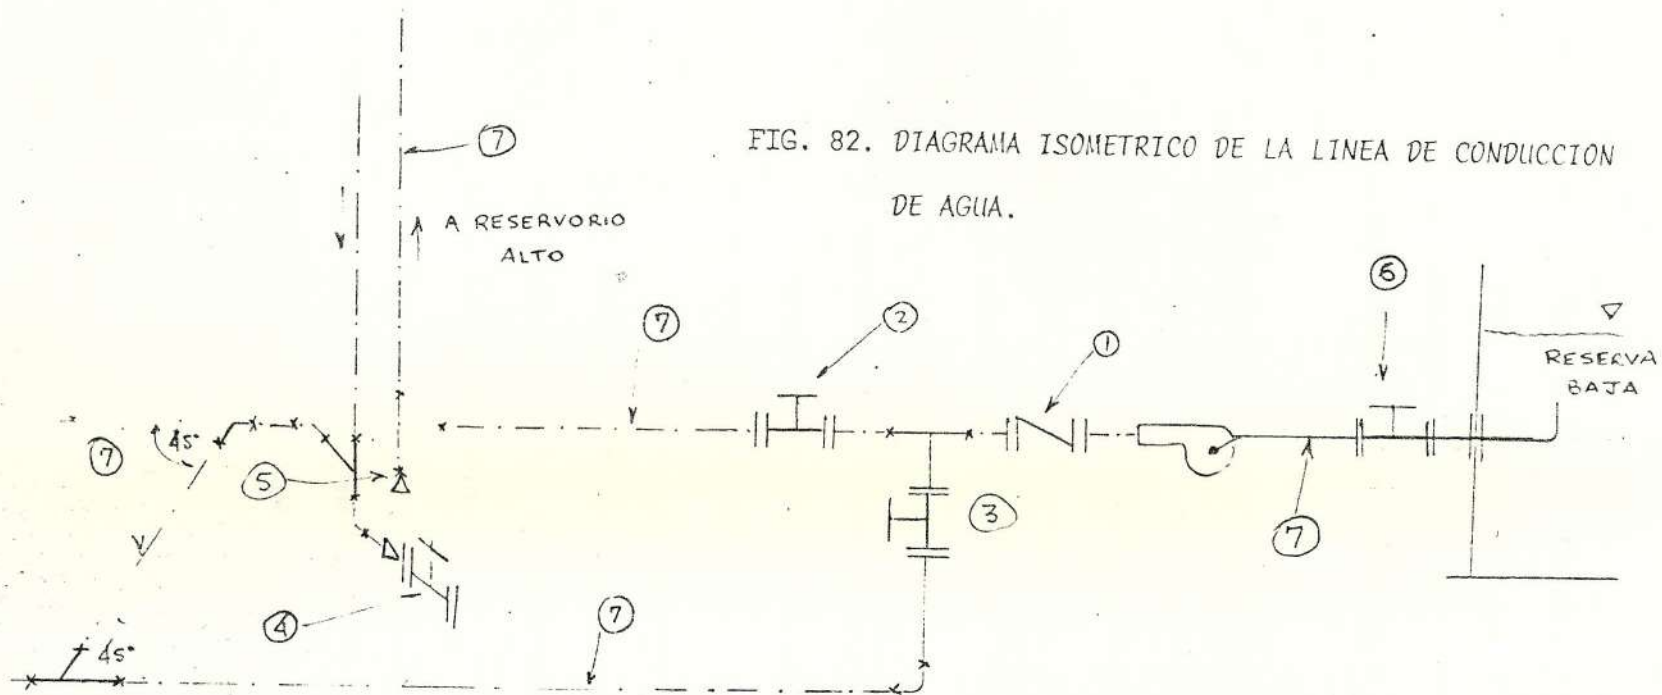 FIG. 82. DIAGRAMA ISOMETRICO DE LA LINEA DE CONDUCCION
DE AGUA.
7
A RESERVORIO
ALTO
6
2
7
1
RESERVA
BAJA
45°
7
5
3
7
4
7
45°